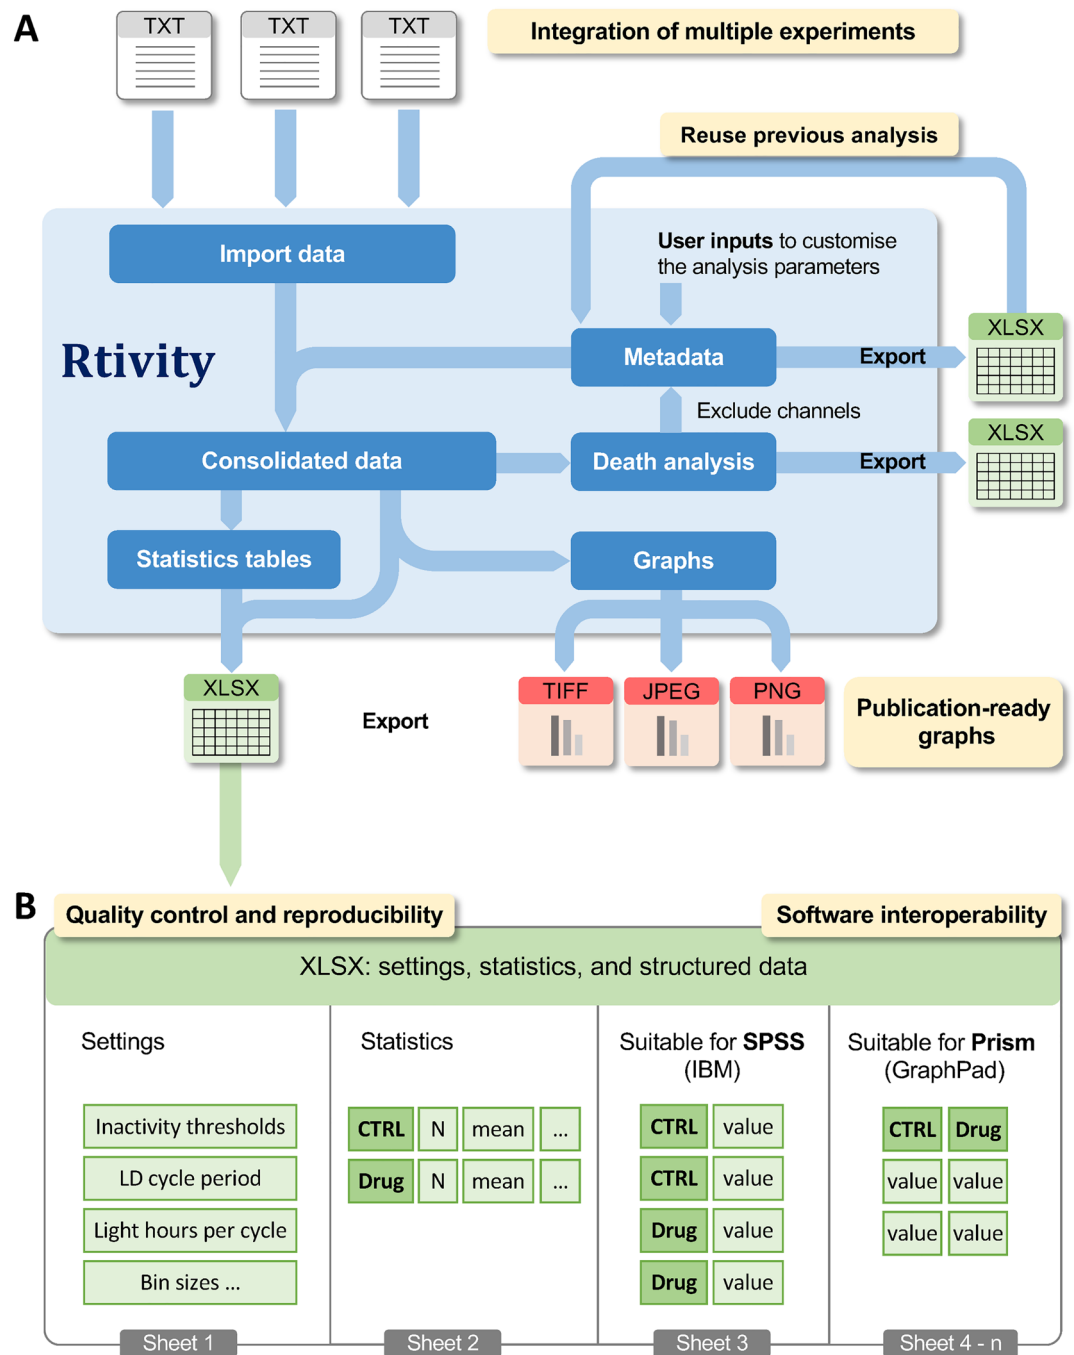 A
TXT
TXT
TXT
Integration of multiple experiments
Reuse previous analysis
Import data
User inputs to customise
the analysis parameters
Rtivity
Metadata
Export
XLSX
Exclude channels
Consolidated data
Death analysis
Export
XLSX
Statistics tables
Graphs
XLSX
Export
TIFF
JPEG
PNG
Publication-ready
graphs
B
Quality control and reproducibility
Software interoperability
XLSX: settings, statistics, and structured data
Settings
Inactivity thresholds
LD cycle period
Light hours per cycle
Bin sizes ...
Sheet 1
Statistics
CTRL N mean ...
Drug N mean ...
Sheet 2
Suitable for SPSS
(IBM)
CTRL value
CTRL value
Drug value
Drug value
Sheet 3
Suitable for Prism
(GraphPad)
CTRL Drug
value value
value value
Sheet 4 - n